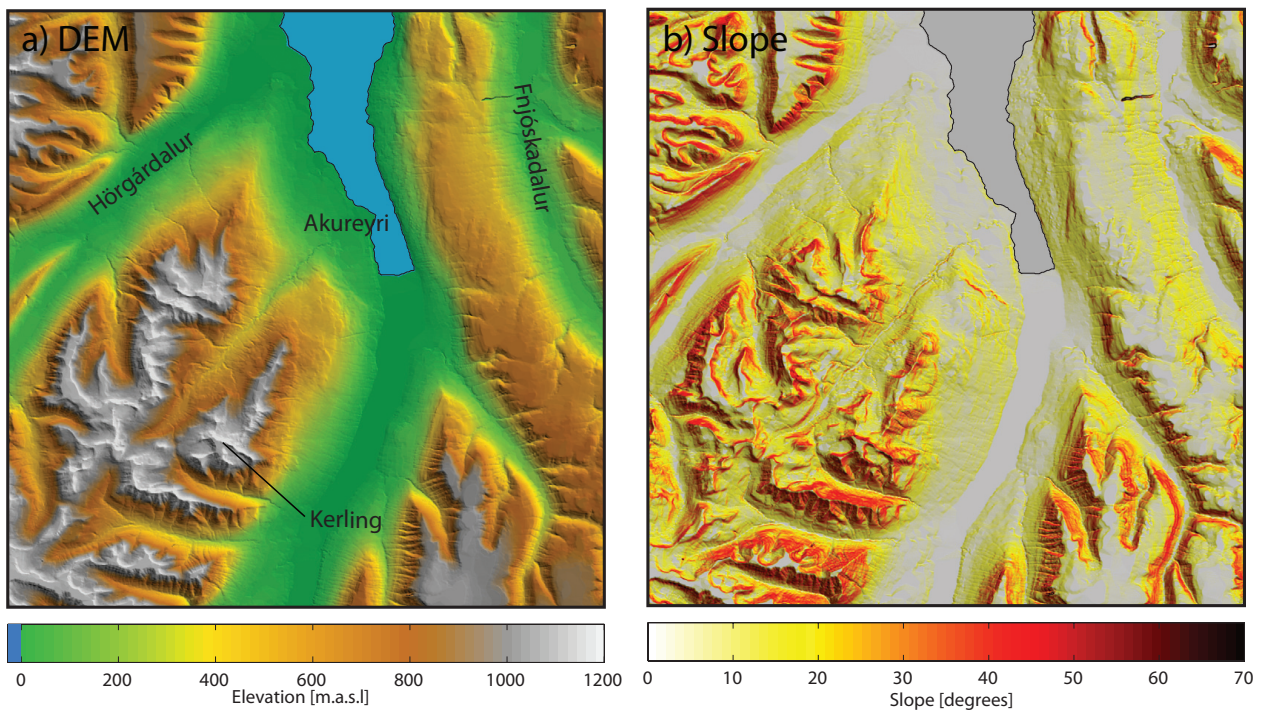 a) DEM
Hörgárdalur
Fnjóskadalur
Akureyri
Kerling
0 200 400 600 800 1000 1200
Elevation [m.a.s.l]
b) Slope
0 10 20 30 40 50 60 70
Slope [degrees]